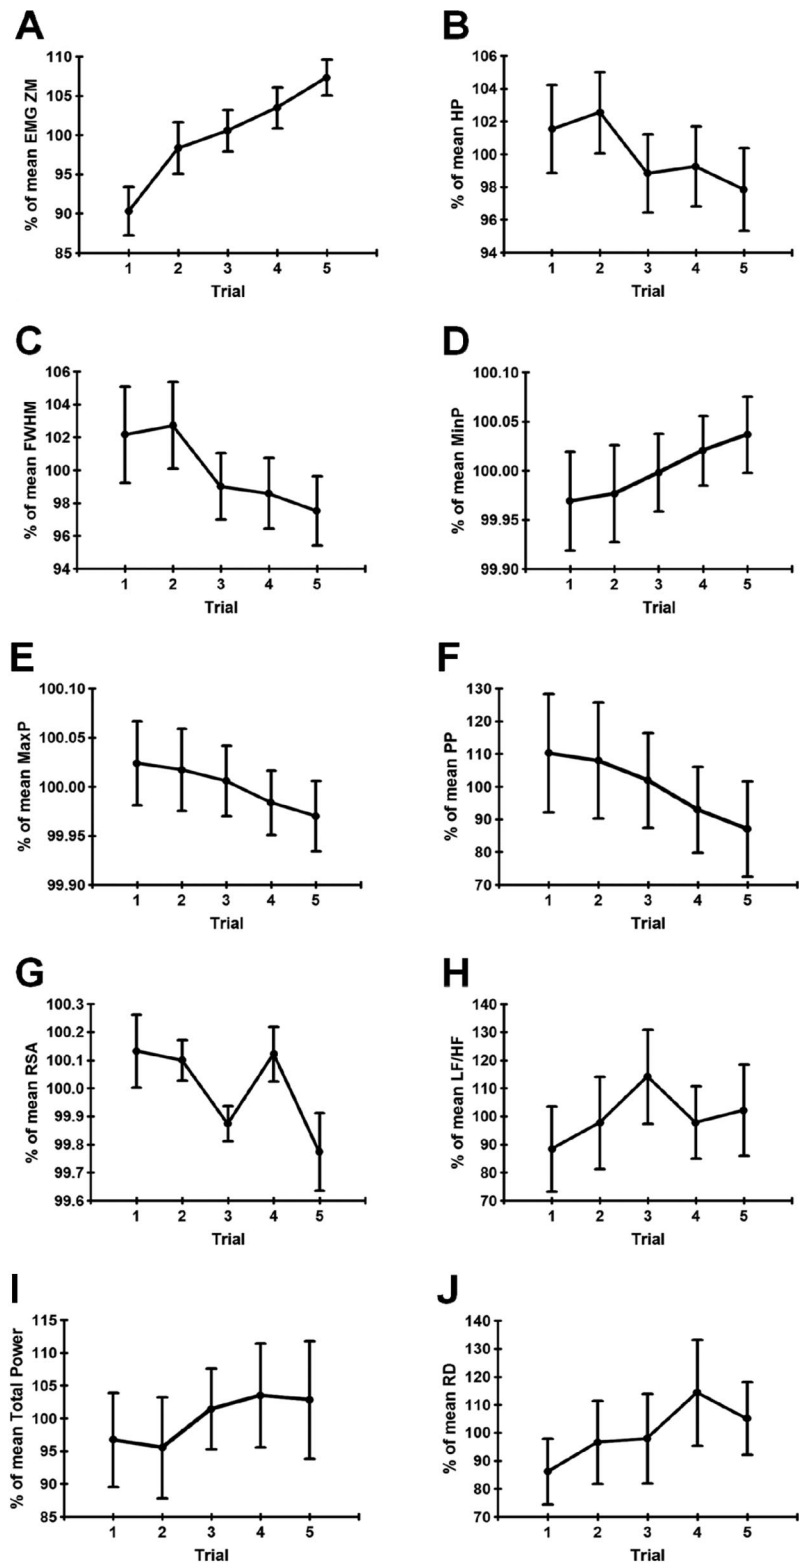 A
% of mean EMG ZM
110
105
100
95
90
85
1 2 3 4 5
Trial
B
% of mean HP
106
104
102
100
98
96
94
1 2 3 4 5
Trial
C
% of mean FWHM
106
104
102
100
98
96
94
1 2 3 4 5
Trial
D
% of mean MinP
100.10
100.05
100.00
99.95
99.90
1 2 3 4 5
Trial
E
% of mean MaxP
100.10
100.05
100.00
99.95
99.90
1 2 3 4 5
Trial
F
% of mean PP
130
120
110
100
90
80
70
1 2 3 4 5
Trial
G
% of mean RSA
100.3
100.2
100.1
100.0
99.9
99.8
99.7
99.6
1 2 3 4 5
Trial
H
% of mean LF/HF
140
130
120
110
100
90
80
70
1 2 3 4 5
Trial
I
% of mean Total Power
115
110
105
100
95
90
85
1 2 3 4 5
Trial
J
% of mean RD
140
130
120
110
100
90
80
70
1 2 3 4 5
Trial